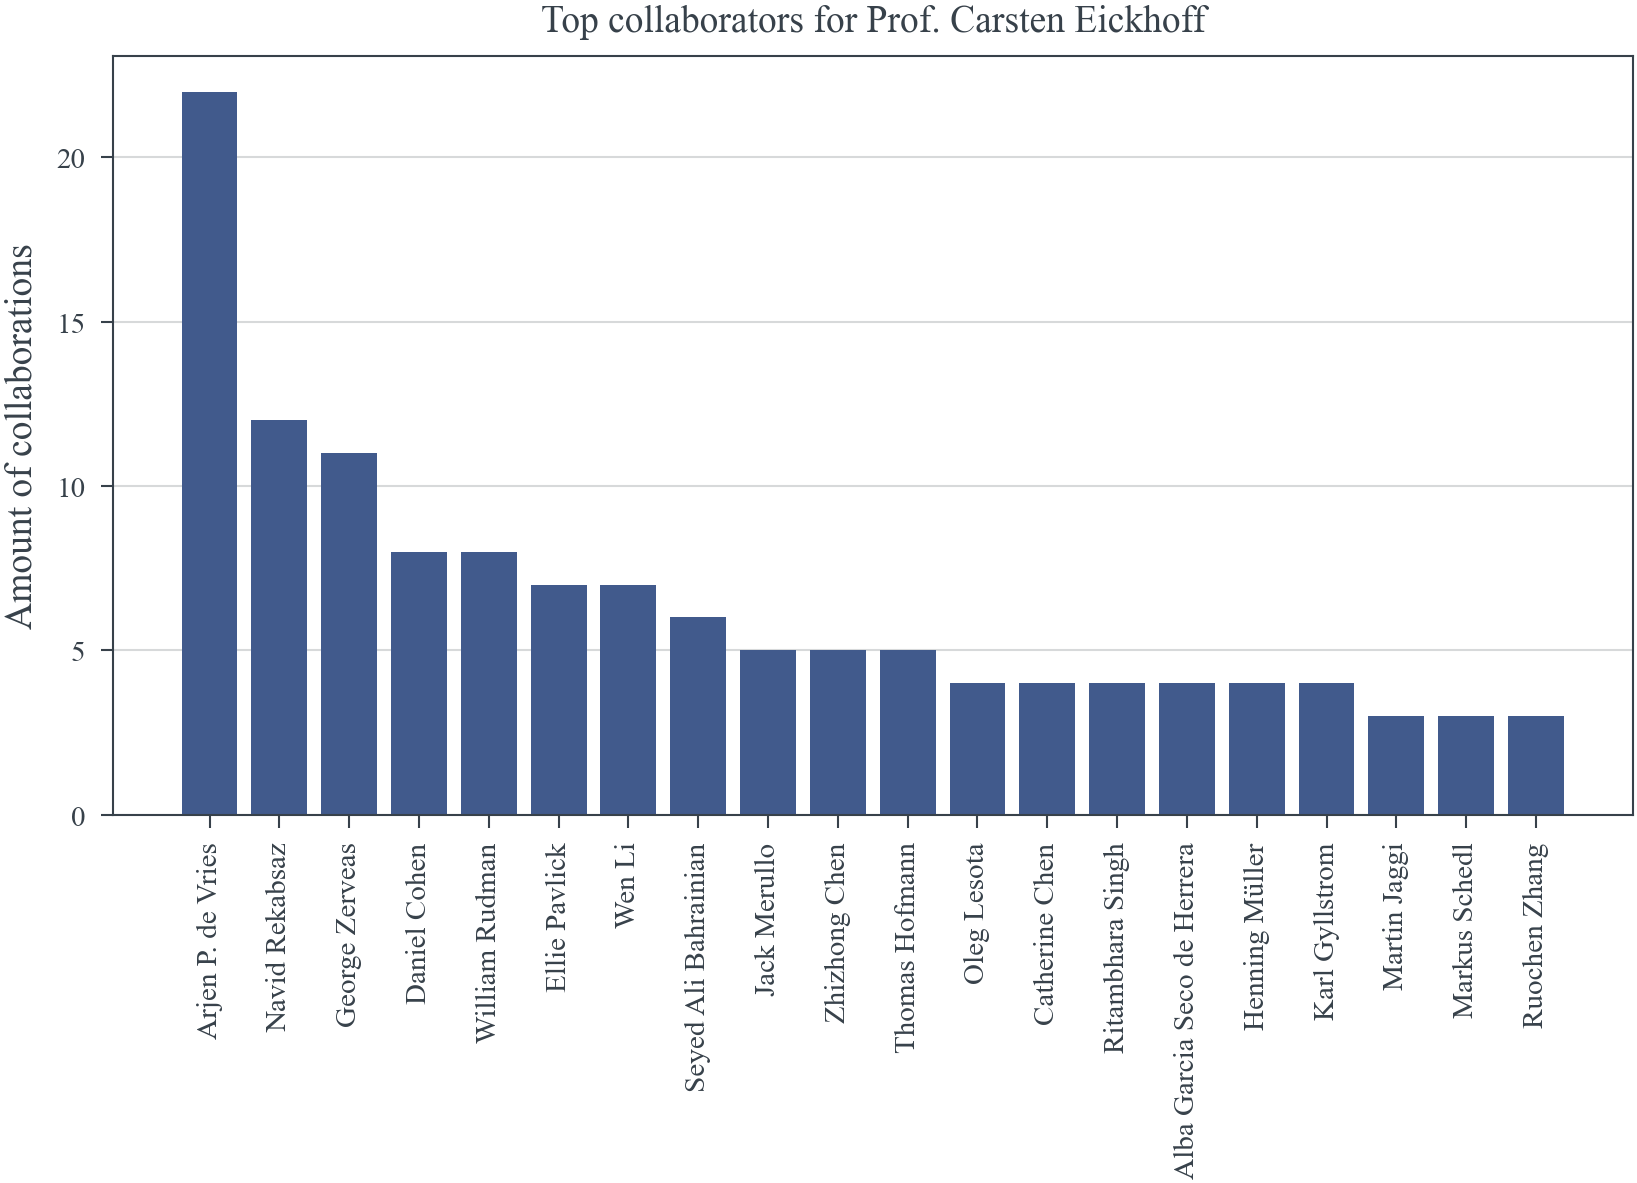 Top collaborators for Prof. Carsten Eickhoff
Amount of collaborations
20
15
10
5
0
Arjen P. de Vries
Navid Rekabsaz
George Zerveas
Daniel Cohen
William Rudman
Ellie Pavlick
Wen Li
Seyed Ali Bahrainian
Jack Merullo
Zhizhong Chen
Thomas Hofmann
Oleg Lesota
Catherine Chen
Ritambhara Singh
Alba Garcia Seco de Herrera
Henning Müller
Karl Gyllstrom
Martin Jaggi
Markus Schedl
Ruochen Zhang